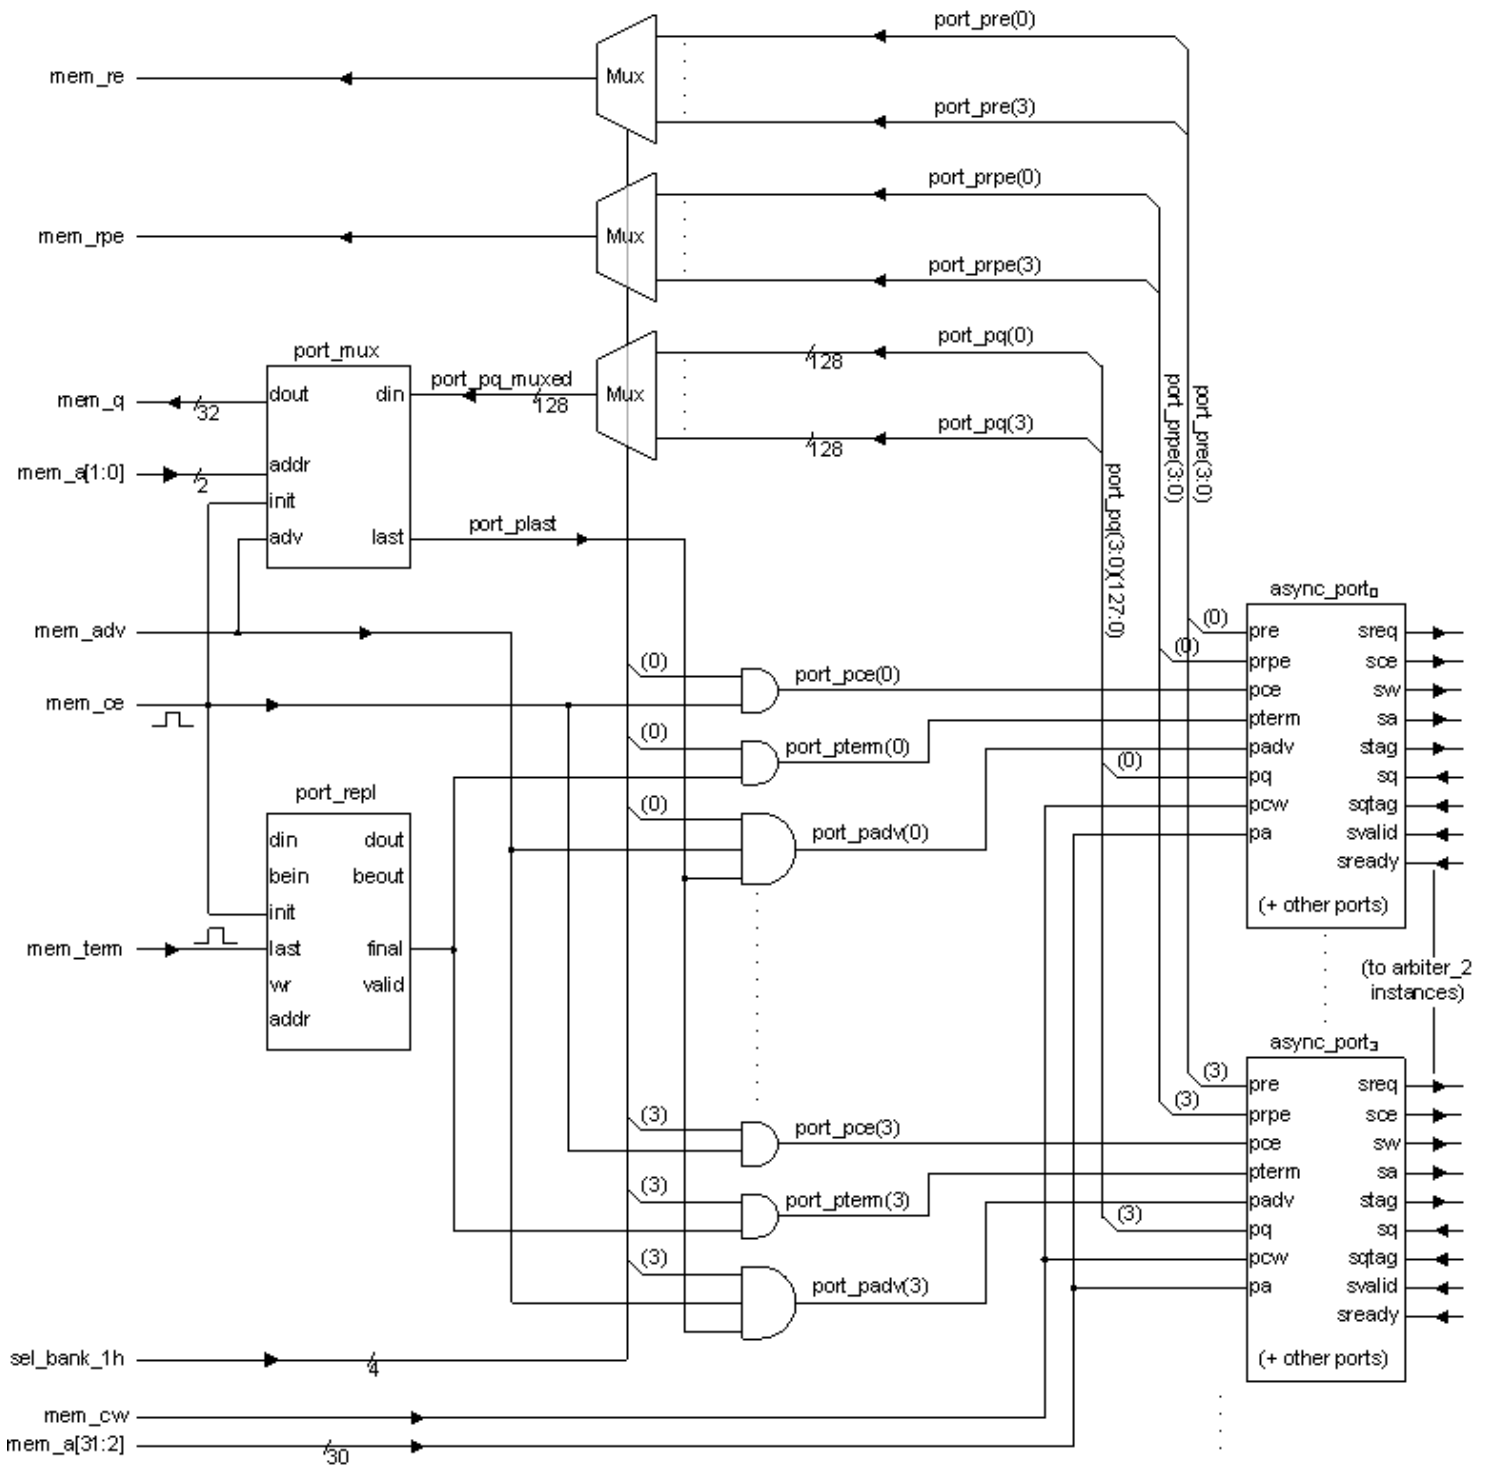 port_pre(0)
mem_re
Mux
port_pre(3)
port_prpe(0)
mem_rpe
Mux
port_prpe(3)
port_pq(0)
128
port_mux
port_pq_muxed
128
Mux
mem_q
32
dout
din
port_pq(3)
128
port_prpe(3:0)
port_pre(3:0)
mem_a[1:0]
2
addr
init
adv
last
port_plast
port_pq(3:0)(127:0)
async_port0
mem_adv
(0)
pre
sreq
(0)
prpe
sce
(0)
port_pce(0)
pce
sw
mem_ce
pterm
sa
(0)
port_pterm(0)
padv
stag
(0)
pq
sq
port_repl
(0)
pcw
sqtag
port_padv(0)
pa
svalid
sready
din
dout
bein
beout
init
(+ other ports)
mem_term
last
final
wr
valid
addr
(to arbiter_2
instances)
async_port3
(3)
pre
sreq
(3)
prpe
sce
(3)
port_pce(3)
pce
sw
pterm
sa
(3)
port_pterm(3)
padv
stag
(3)
pq
sq
(3)
pcw
sqtag
port_padv(3)
pa
svalid
sready
sel_bank_1h
4
(+ other ports)
mem_cw
mem_a[31:2]
30